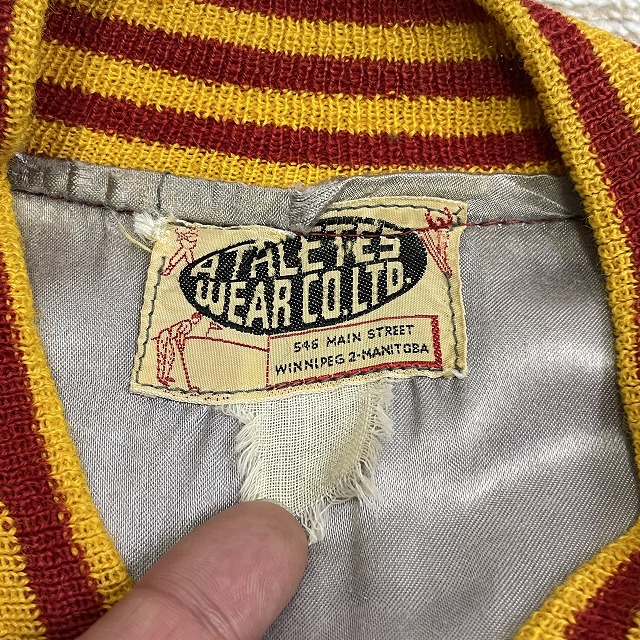 ATHLETES
WEAR CO. LTD.
546 MAIN STREET
WINNIPEG 2-MANITOBA